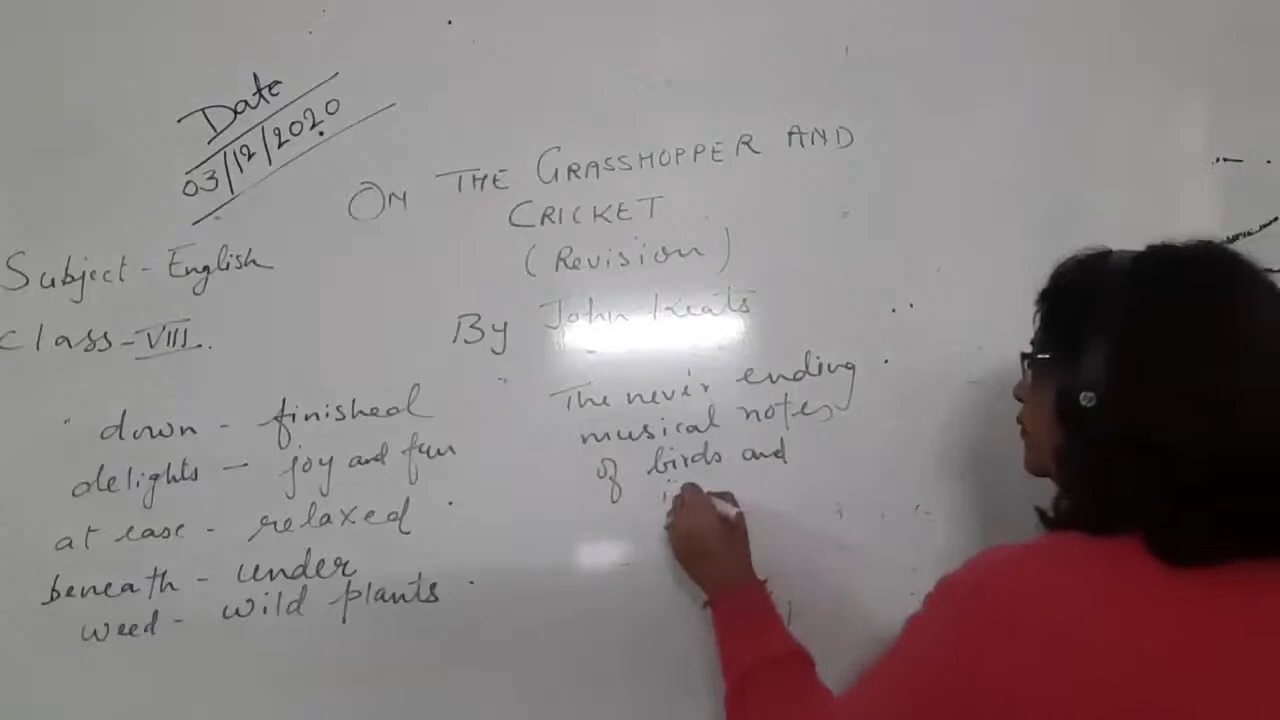 Date
03/12/2020
ON THE GRASSHOPPER AND
CRICKET
(Revision)
By John Keats
Subject - English
Class - VIII.
down - finished
delights - joy and fun
at ease - relaxed
beneath - under
weed - wild plants
The never ending
musical notes
of birds and